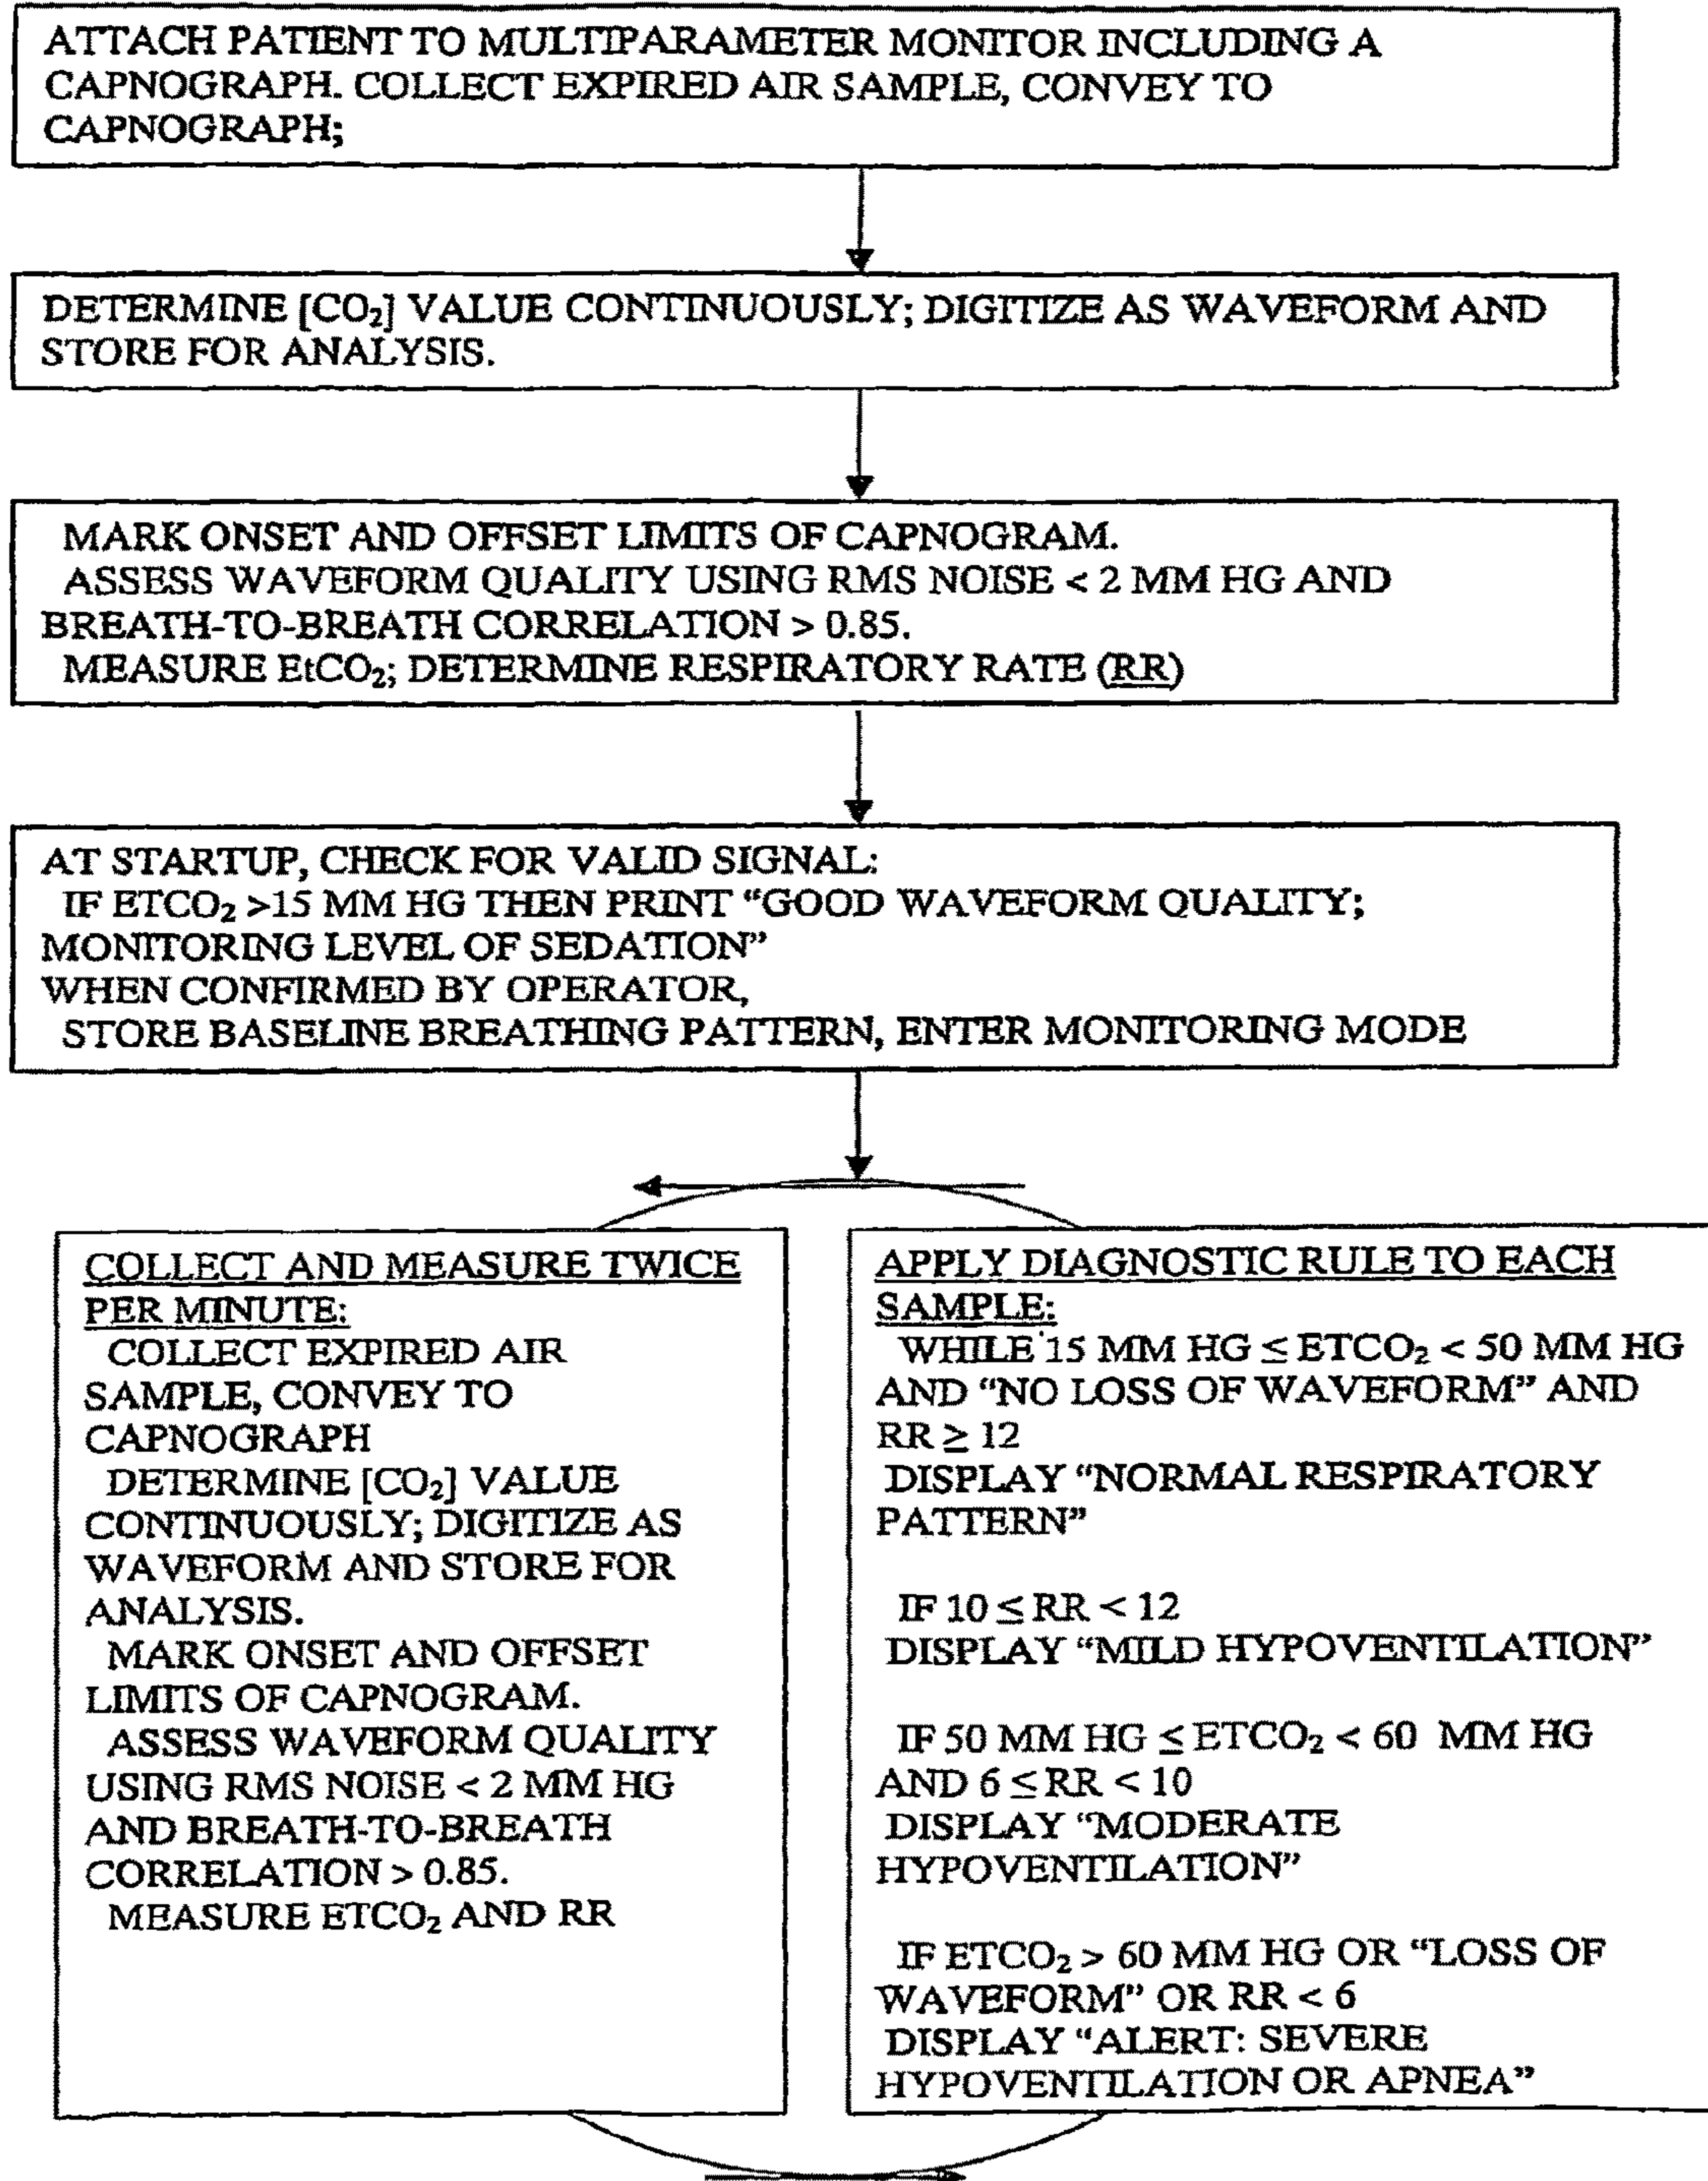 ATTACH PATIENT TO MULTIPARAMETER MONITOR INCLUDING A
CAPNOGRAPH. COLLECT EXPIRED AIR SAMPLE, CONVEY TO
CAPNOGRAPH;
DETERMINE [CO₂] VALUE CONTINUOUSLY; DIGITIZE AS WAVEFORM AND
STORE FOR ANALYSIS.
MARK ONSET AND OFFSET LIMITS OF CAPNOGRAM.
ASSESS WAVEFORM QUALITY USING RMS NOISE < 2 MM HG AND
BREATH-TO-BREATH CORRELATION > 0.85.
MEASURE EtCO₂; DETERMINE RESPIRATORY RATE (RR)
AT STARTUP, CHECK FOR VALID SIGNAL:
IF ETCO₂ >15 MM HG THEN PRINT “GOOD WAVEFORM QUALITY;
MONITORING LEVEL OF SEDATION”
WHEN CONFIRMED BY OPERATOR,
STORE BASELINE BREATHING PATTERN, ENTER MONITORING MODE
COLLECT AND MEASURE TWICE
PER MINUTE:
COLLECT EXPIRED AIR
SAMPLE, CONVEY TO
CAPNOGRAPH
DETERMINE [CO₂] VALUE
CONTINUOUSLY; DIGITIZE AS
WAVEFORM AND STORE FOR
ANALYSIS.
MARK ONSET AND OFFSET
LIMITS OF CAPNOGRAM.
ASSESS WAVEFORM QUALITY
USING RMS NOISE < 2 MM HG
AND BREATH-TO-BREATH
CORRELATION > 0.85.
MEASURE ETCO₂ AND RR
APPLY DIAGNOSTIC RULE TO EACH
SAMPLE:
WHILE 15 MM HG ≤ ETCO₂ < 50 MM HG
AND “NO LOSS OF WAVEFORM” AND
RR ≥ 12
DISPLAY “NORMAL RESPIRATORY
PATTERN”
IF 10 ≤ RR < 12
DISPLAY “MILD HYPOVENTILATION”
IF 50 MM HG ≤ ETCO₂ < 60 MM HG
AND 6 ≤ RR < 10
DISPLAY “MODERATE
HYPOVENTILATION”
IF ETCO₂ > 60 MM HG OR “LOSS OF
WAVEFORM” OR RR < 6
DISPLAY “ALERT: SEVERE
HYPOVENTILATION OR APNEA”